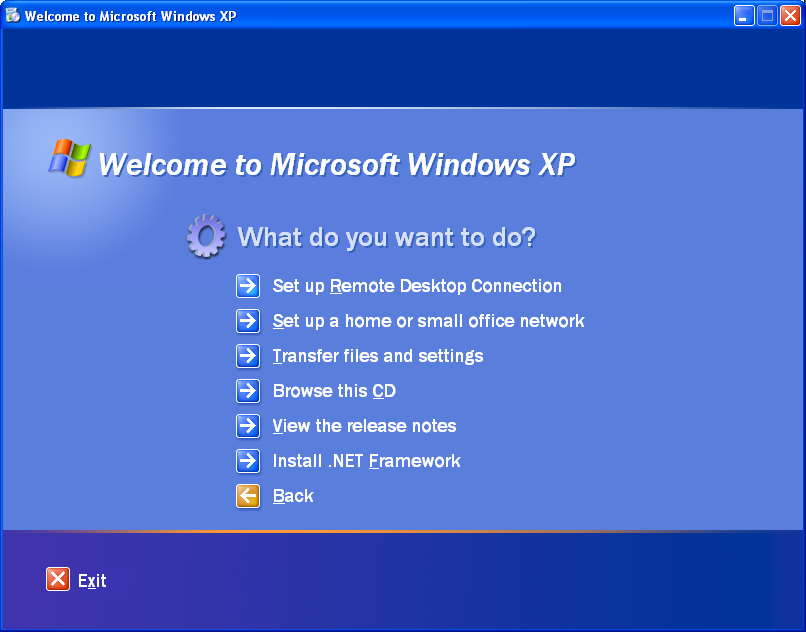 Welcome to Microsoft Windows XP
Welcome to Microsoft Windows XP
What do you want to do?
Set up Remote Desktop Connection
Set up a home or small office network
Transfer files and settings
Browse this CD
View the release notes
Install .NET Framework
Back
Exit